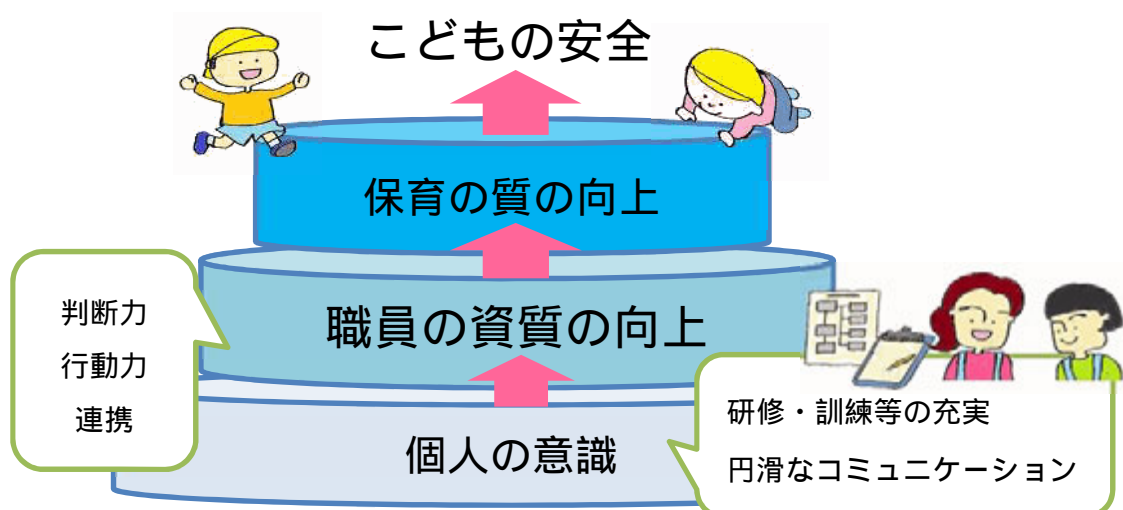 こどもの安全
保育の質の向上
職員の資質の向上
判断力
行動力
連携
個人の意識
研修・訓練等の充実
円滑なコミュニケーション